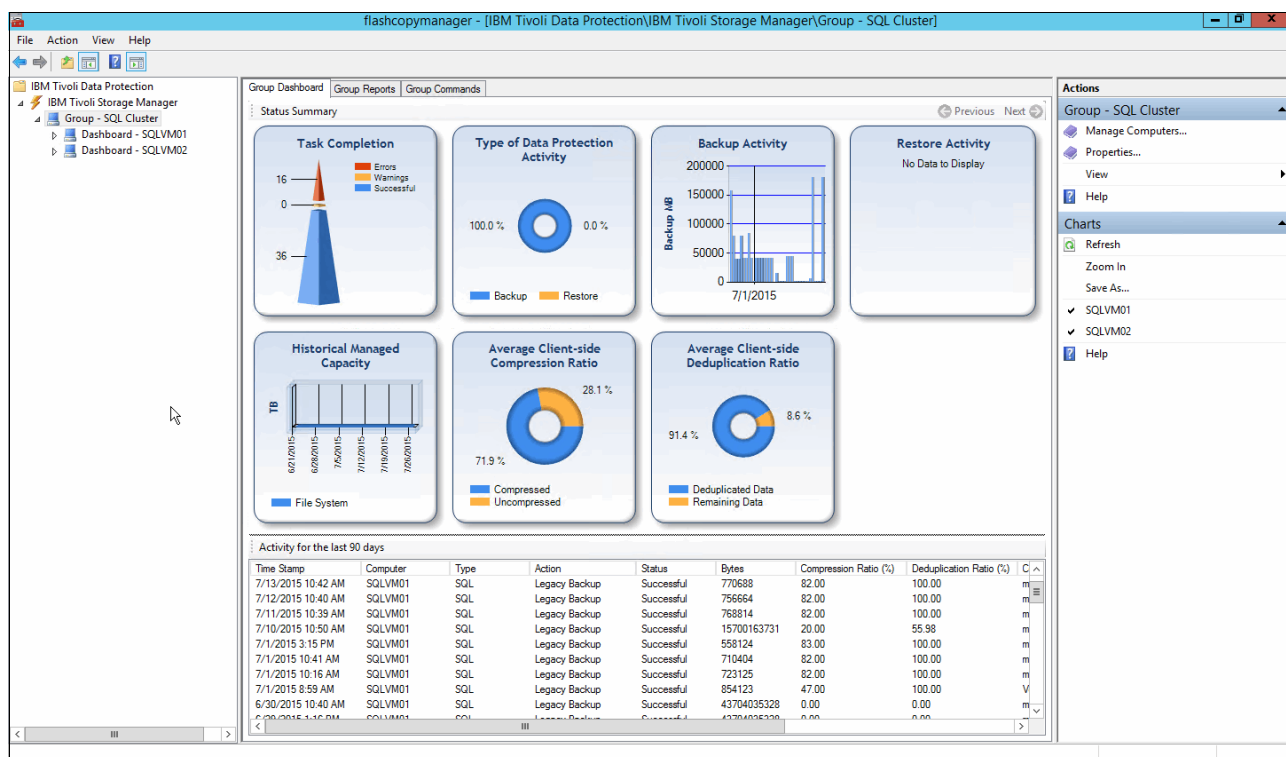 flashcopymanager - [IBM Tivoli Data Protection\IBM Tivoli Storage Manager\Group - SQL Cluster]
File Action View Help
IBM Tivoli Data Protection
IBM Tivoli Storage Manager
Group - SQL Cluster
Dashboard - SQLVM01
Dashboard - SQLVM02
Group Dashboard Group Reports Group Commands
Status Summary Previous Next
Task Completion
Errors
Warnings
Successful
16
0
36
Type of Data Protection
Activity
100.0 % 0.0 %
Backup Restore
Backup Activity
Backup MB
200000
150000
100000
50000
0
7/1/2015
Restore Activity
No Data to Display
Historical Managed
Capacity
TB
6/21/2015 6/28/2015 7/5/2015 7/12/2015 7/19/2015 7/26/2015
File System
Average Client-side
Compression Ratio
28.1 %
71.9 %
Compressed
Uncompressed
Average Client-side
Deduplication Ratio
8.6 %
91.4 %
Deduplicated Data
Remaining Data
Activity for the last 90 days
Time Stamp Computer Type Action Status Bytes Compression Ratio (%) Deduplication Ratio (%) C
7/13/2015 10:42 AM SQLVM01 SQL Legacy Backup Successful 770688 82.00 100.00 m
7/12/2015 10:40 AM SQLVM01 SQL Legacy Backup Successful 756664 82.00 100.00 m
7/11/2015 10:39 AM SQLVM01 SQL Legacy Backup Successful 768814 82.00 100.00 m
7/10/2015 10:50 AM SQLVM01 SQL Legacy Backup Successful 15700163731 20.00 55.98 m
7/1/2015 3:15 PM SQLVM01 SQL Legacy Backup Successful 558124 83.00 100.00 m
7/1/2015 10:41 AM SQLVM01 SQL Legacy Backup Successful 710404 82.00 100.00 m
7/1/2015 10:16 AM SQLVM01 SQL Legacy Backup Successful 723125 82.00 100.00 m
7/1/2015 8:59 AM SQLVM01 SQL Legacy Backup Successful 854123 47.00 100.00 V
6/30/2015 10:40 AM SQLVM01 SQL Legacy Backup Successful 43704035328 0.00 0.00 m
Actions
Group - SQL Cluster
Manage Computers...
Properties...
View
Help
Charts
Refresh
Zoom In
Save As...
SQLVM01
SQLVM02
Help